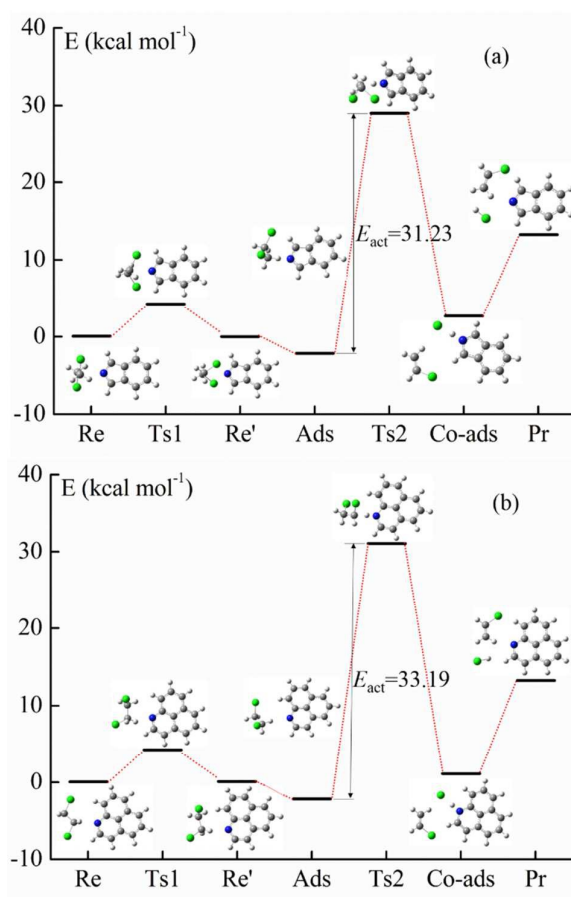 40
E (kcal mol-1)
(a)
30
20
Eact=31.23
10
0
-10
Re Ts1 Re' Ads Ts2 Co-ads Pr
40
E (kcal mol-1)
(b)
30
20
Eact=33.19
10
0
-10
Re Ts1 Re' Ads Ts2 Co-ads Pr